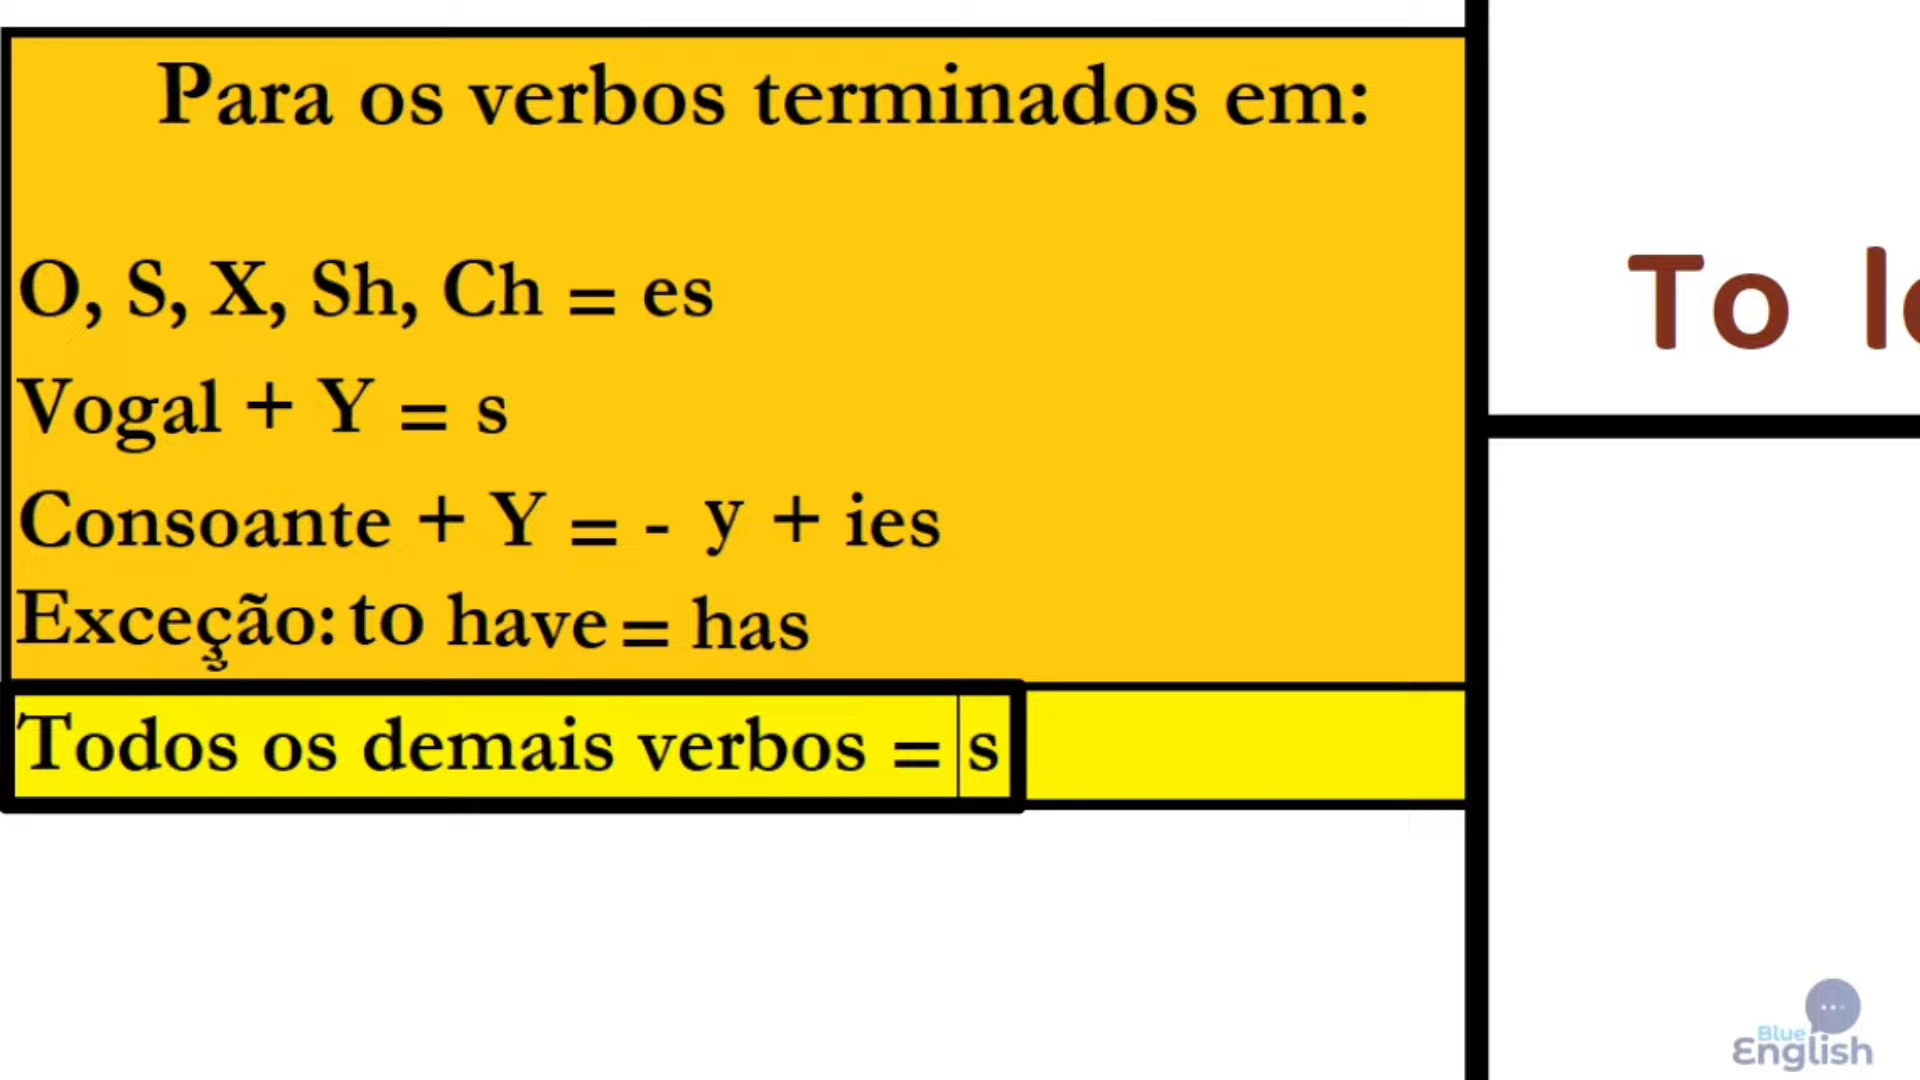 Para os verbos terminados em:
O, S, X, Sh, Ch = es
Vogal + Y = s
Consoante + Y = - y + ies
Exceção: to have = has
Todos os demais verbos = s
To
Blue
English